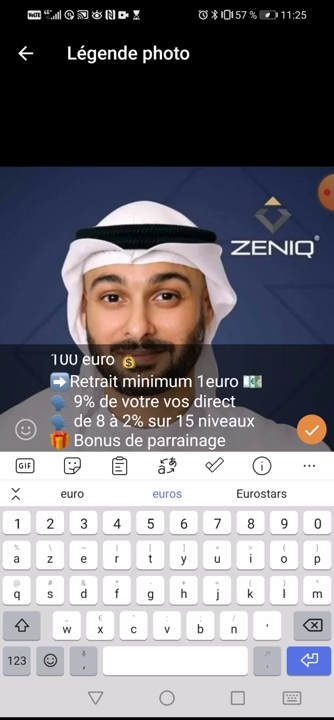 VoLTE 57 % 11:25
Légende photo
ZENIQ®
100 euro 💰
➡️Retrait minimum 1euro 💵
🗣 9% de votre vos direct
🗣 de 8 à 2% sur 15 niveaux
🎁 Bonus de parrainage
GIF
euro euros Eurostars
1 2 3 4 5 6 7 8 9 0
a z e r t y u i o p
q s d f g h j k l m
w x c v b n '
123 , .